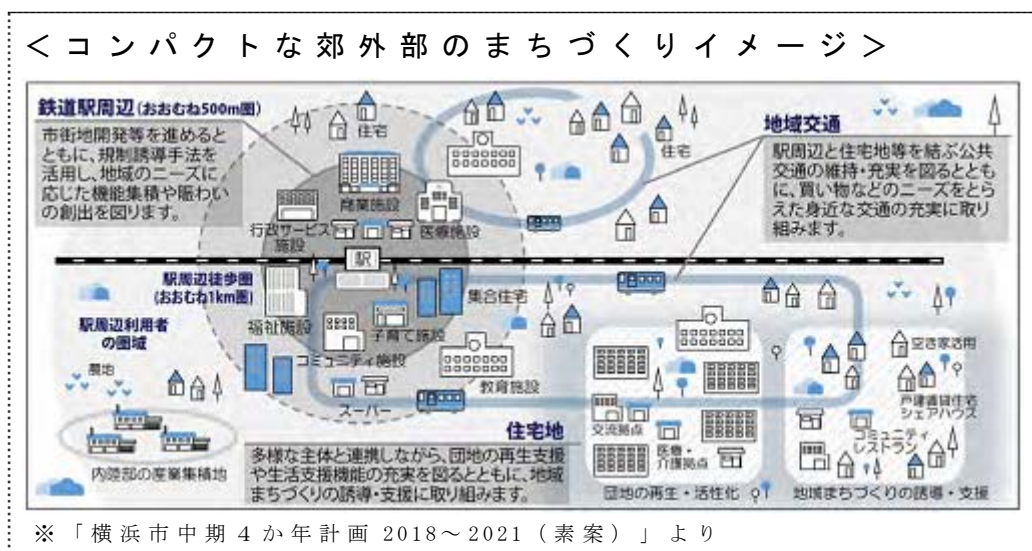 ＜コンパクトな郊外部のまちづくりイメージ＞
鉄道駅周辺(おおむね500m圏)
市街地開発等を進めると
ともに、規制誘導手法を
活用し、地域のニーズに
応じた機能集積や賑わい
の創出を図ります。
住宅
商業施設
行政サービス
施設
医療施設
住宅
地域交通
駅周辺と住宅地等を結ぶ公共
交通の維持・充実を図るととも
に、買い物などのニーズをとら
えた身近な交通の充実に取り
組みます。
駅
駅周辺徒歩圏
(おおむね1km圏)
駅周辺利用者
の圏域
農地
福祉施設
子育て施設
集合住宅
コミュニティ施設
スーパー
教育施設
内陸部の産業集積地
住宅地
多様な主体と連携しながら、団地の再生支援
や生活支援機能の充実を図るとともに、地域
まちづくりの誘導・支援に取り組みます。
交流拠点
医療・
介護拠点
団地の再生・活性化
空き家活用
戸建賃貸住宅
シェアハウス
コミュニティ
レストラン
地域まちづくりの誘導・支援
※「横浜市中期４か年計画 2018～2021（素案）」より